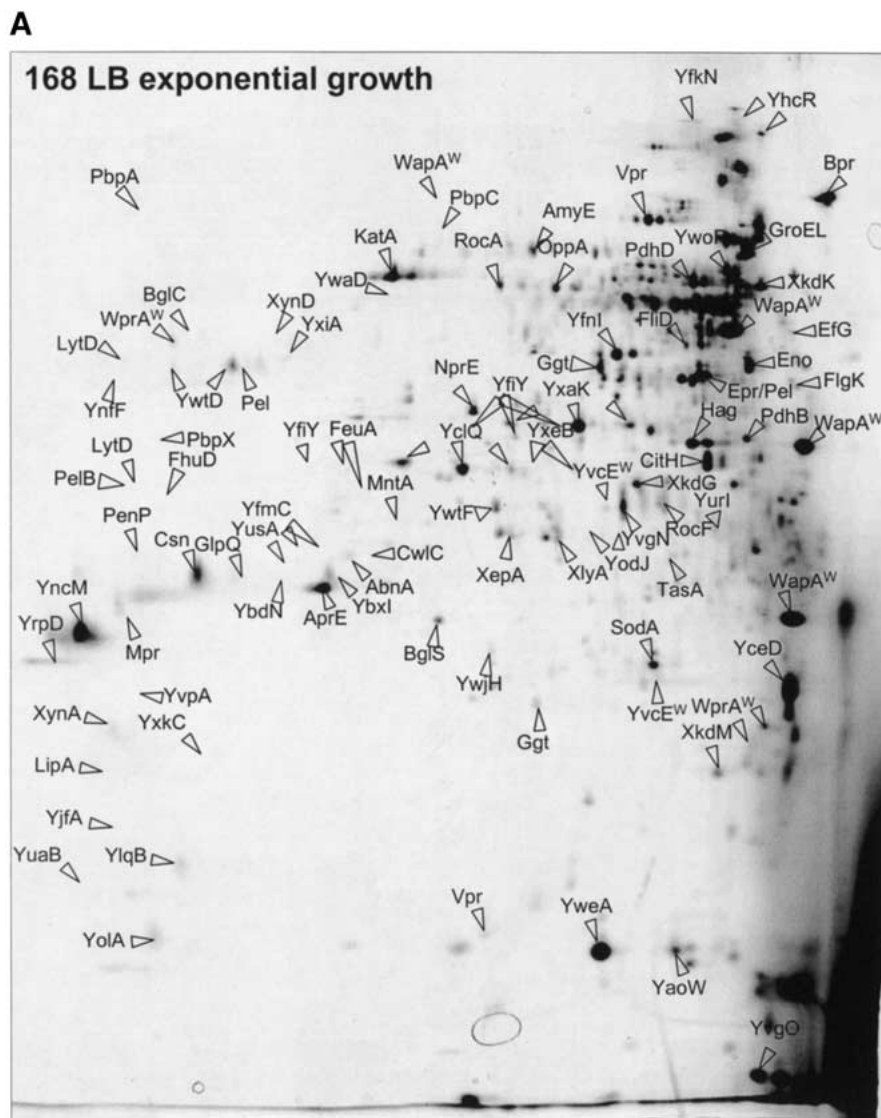 A
168 LB exponential growth
YfkN
YhcR
WapAᵂ
PbpA
Vpr
Bpr
PbpC
AmyE
KatA
RocA
OppA
PdhD
GroEL
YwaD
XkdK
BglC
XynD
WprAᵂ
WapAᵂ
YxiA
YfnI
FliD
EfG
LytD
Ggt
Eno
YwtD
Pel
NprE
YfiY
YxaK
Epr/Pel
FlgK
YnfF
Hag
PdhB
WapAᵂ
LytD
PbpX
YfiY
FeuA
YclQ
YxeB
CitH
PelB
FhuD
YvcEᵂ
XkdG
MntA
YurI
PenP
YfmC
YwtF
RocF
YusA
YvgN
Csn
GlpQ
CwlC
YodJ
XlyA
XepA
AbnA
TasA
YncM
YbdN
YbxI
WapAᵂ
AprE
YrpD
Mpr
SodA
BglS
YceD
YwjH
YvpA
YvcEᵂ
WprAᵂ
XynA
YxkC
Ggt
XkdM
LipA
YjfA
YuaB
YlqB
Vpr
YweA
YolA
YaoW
YvgO